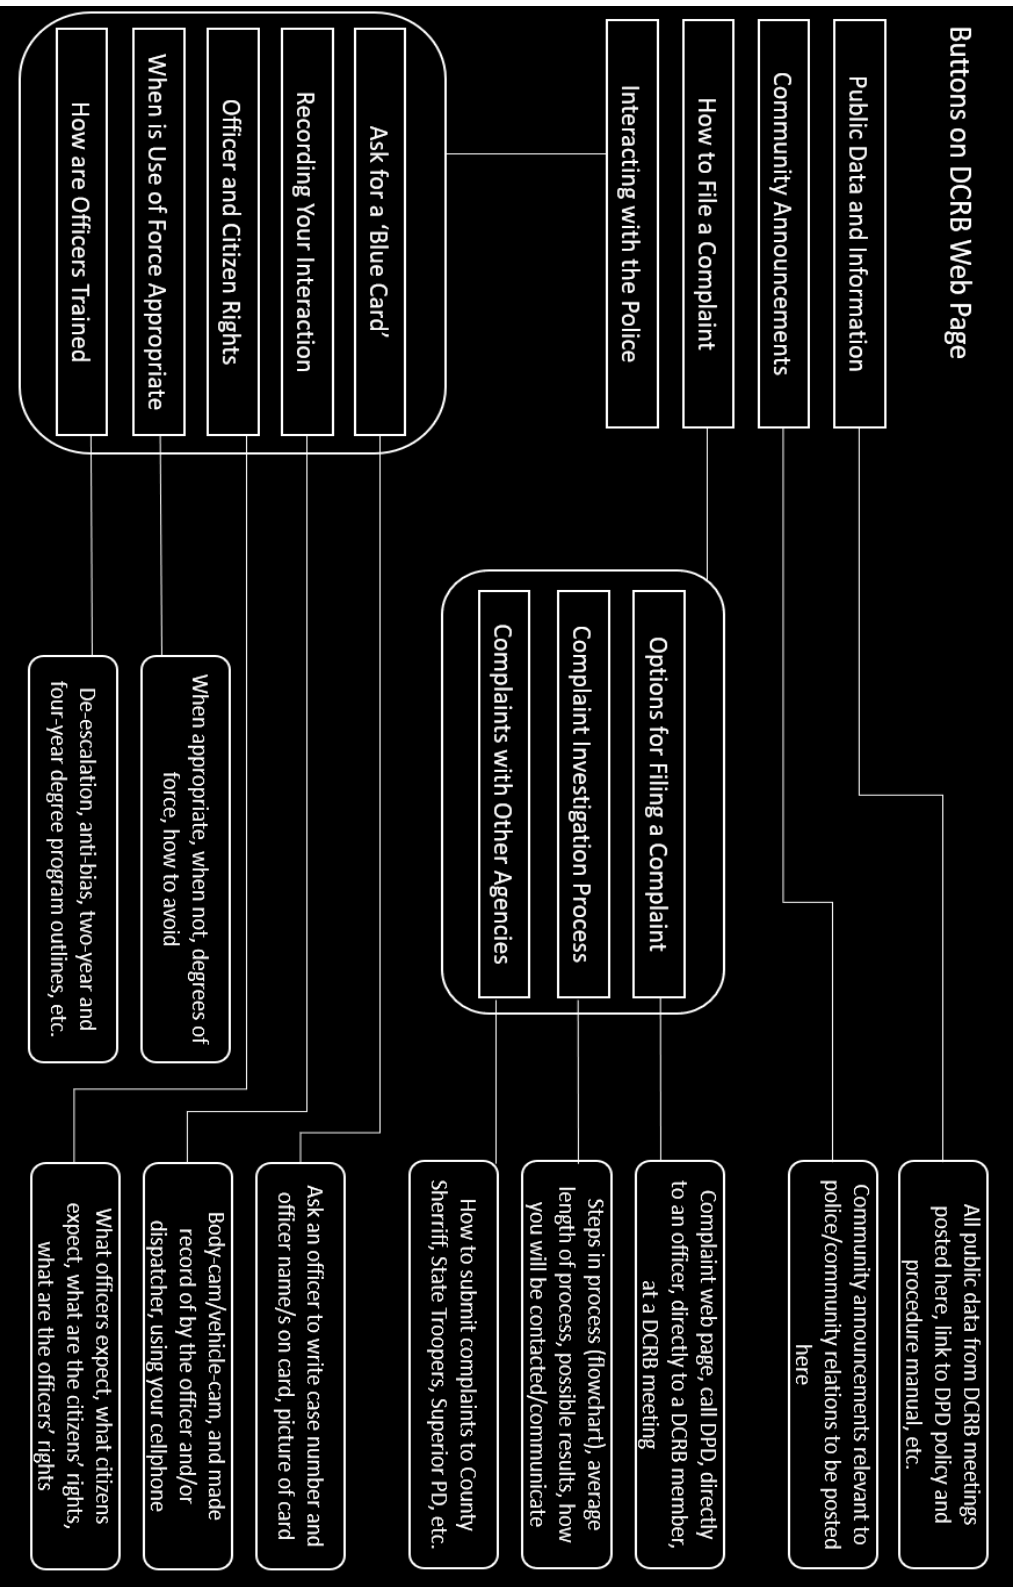 Buttons on DCRB Web Page
Public Data and Information
Community Announcements
How to File a Complaint
Interacting with the Police
Ask for a ‘Blue Card’
Recording Your Interaction
Officer and Citizen Rights
When is Use of Force Appropriate
How are Officers Trained
Options for Filing a Complaint
Complaint Investigation Process
Complaints with Other Agencies
When appropriate, when not, degrees of
force, how to avoid
De-escalation, anti-bias, two-year and
four-year degree program outlines, etc.
All public data from DCRB meetings
posted here, link to DPD policy and
procedure manual, etc.
Community announcements relevant to
police/community relations to be posted
here
Complaint web page, call DPD, directly
to an officer, directly to a DCRB member,
at a DCRB meeting
Steps in process (flowchart), average
length of process, possible results, how
you will be contacted/communicate
How to submit complaints to County
Sherriff, State Troopers, Superior PD, etc.
Ask an officer to write case number and
officer name/s on card, picture of card
Body-cam/vehicle-cam, and made
record of by the officer and/or
dispatcher, using your cellphone
What officers expect, what citizens
expect, what are the citizens’ rights,
what are the officers’ rights